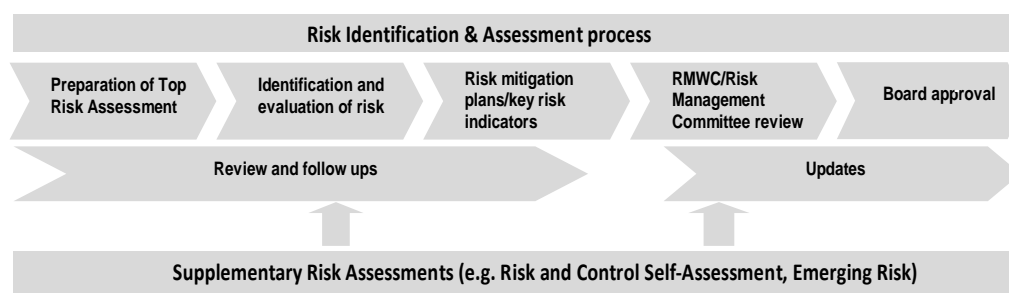 Risk Identification & Assessment process
Preparation of Top
Risk Assessment
Identification and
evaluation of risk
Risk mitigation
plans/key risk
indicators
RMWC/Risk
Management
Committee review
Board approval
Review and follow ups
Updates
Supplementary Risk Assessments (e.g. Risk and Control Self-Assessment, Emerging Risk)